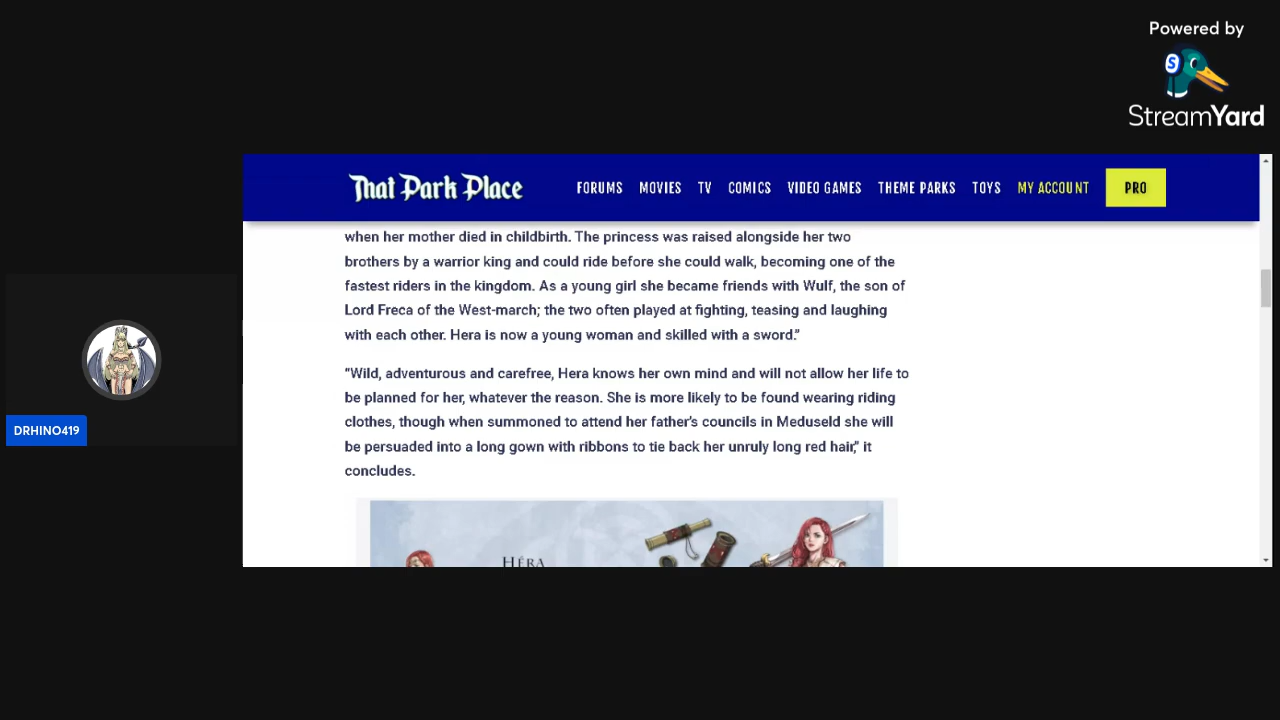 Powered by
S
StreamYard
That Park Place
FORUMS MOVIES TV COMICS VIDEO GAMES THEME PARKS TOYS MY ACCOUNT PRO
when her mother died in childbirth. The princess was raised alongside her two
brothers by a warrior king and could ride before she could walk, becoming one of the
fastest riders in the kingdom. As a young girl she became friends with Wulf, the son of
Lord Freca of the West-march; the two often played at fighting, teasing and laughing
with each other. Hera is now a young woman and skilled with a sword.”
“Wild, adventurous and carefree, Hera knows her own mind and will not allow her life to
be planned for her, whatever the reason. She is more likely to be found wearing riding
clothes, though when summoned to attend her father’s councils in Meduseld she will
be persuaded into a long gown with ribbons to tie back her unruly long red hair,” it
concludes.
HÉRA
DRHINO419